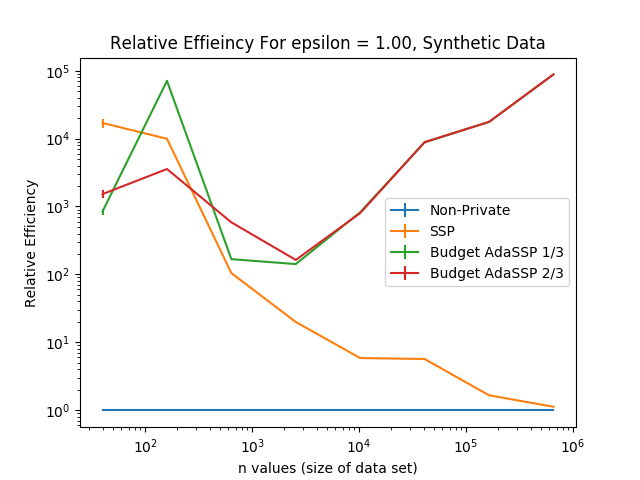 Relative Effieincy For epsilon = 1.00, Synthetic Data
Relative Efficiency
10^5
10^4
10^3
10^2
10^1
10^0
Non-Private
SSP
Budget AdaSSP 1/3
Budget AdaSSP 2/3
10^2 10^3 10^4 10^5 10^6
n values (size of data set)